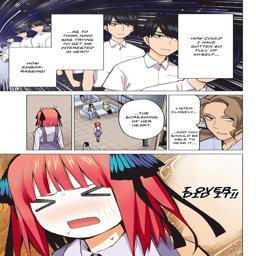 HOW COULD
I HAVE
GOTTEN SO
FULL OF
MYSELF...
...AS TO
THINK NINO
WAS TRYING
TO GET ME
INTERESTED
IN HER?!
HOW
EMBAR-
RASSING!
LISTEN
CLOSELY...
...AND YOU
SHOULD BE
ABLE TO
HEAR IT...
...THE
SCREAMING
OF HER
HEART.
I OVER-
DID IT!!